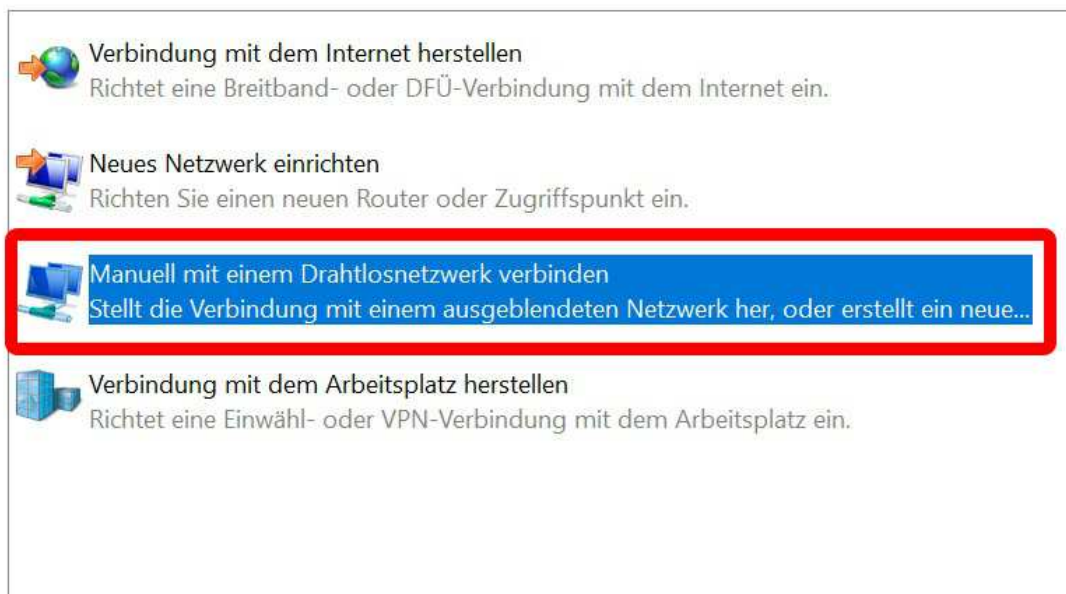 Verbindung mit dem Internet herstellen
Richtet eine Breitband- oder DFÜ-Verbindung mit dem Internet ein.
Neues Netzwerk einrichten
Richten Sie einen neuen Router oder Zugriffspunkt ein.
Manuell mit einem Drahtlosnetzwerk verbinden
Stellt die Verbindung mit einem ausgeblendeten Netzwerk her, oder erstellt ein neue...
Verbindung mit dem Arbeitsplatz herstellen
Richtet eine Einwähl- oder VPN-Verbindung mit dem Arbeitsplatz ein.